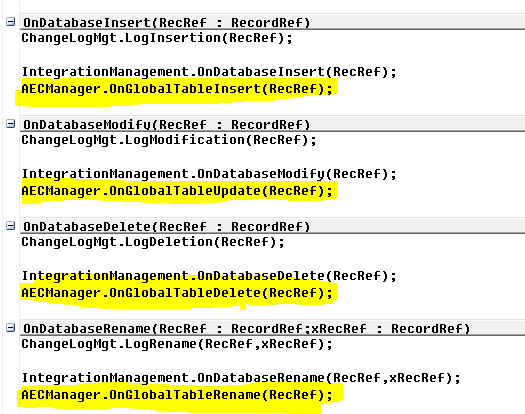 OnDatabaseInsert(RecRef : RecordRef)
ChangeLogMgt.LogInsertion(RecRef);
IntegrationManagement.OnDatabaseInsert(RecRef);
AECManager.OnGlobalTableInsert(RecRef);
OnDatabaseModify(RecRef : RecordRef)
ChangeLogMgt.LogModification(RecRef);
IntegrationManagement.OnDatabaseModify(RecRef);
AECManager.OnGlobalTableUpdate(RecRef);
OnDatabaseDelete(RecRef : RecordRef)
ChangeLogMgt.LogDeletion(RecRef);
IntegrationManagement.OnDatabaseDelete(RecRef);
AECManager.OnGlobalTableDelete(RecRef);
OnDatabaseRename(RecRef : RecordRef;xRecRef : RecordRef)
ChangeLogMgt.LogRename(RecRef,xRecRef);
IntegrationManagement.OnDatabaseRename(RecRef,xRecRef);
AECManager.OnGlobalTableRename(RecRef);